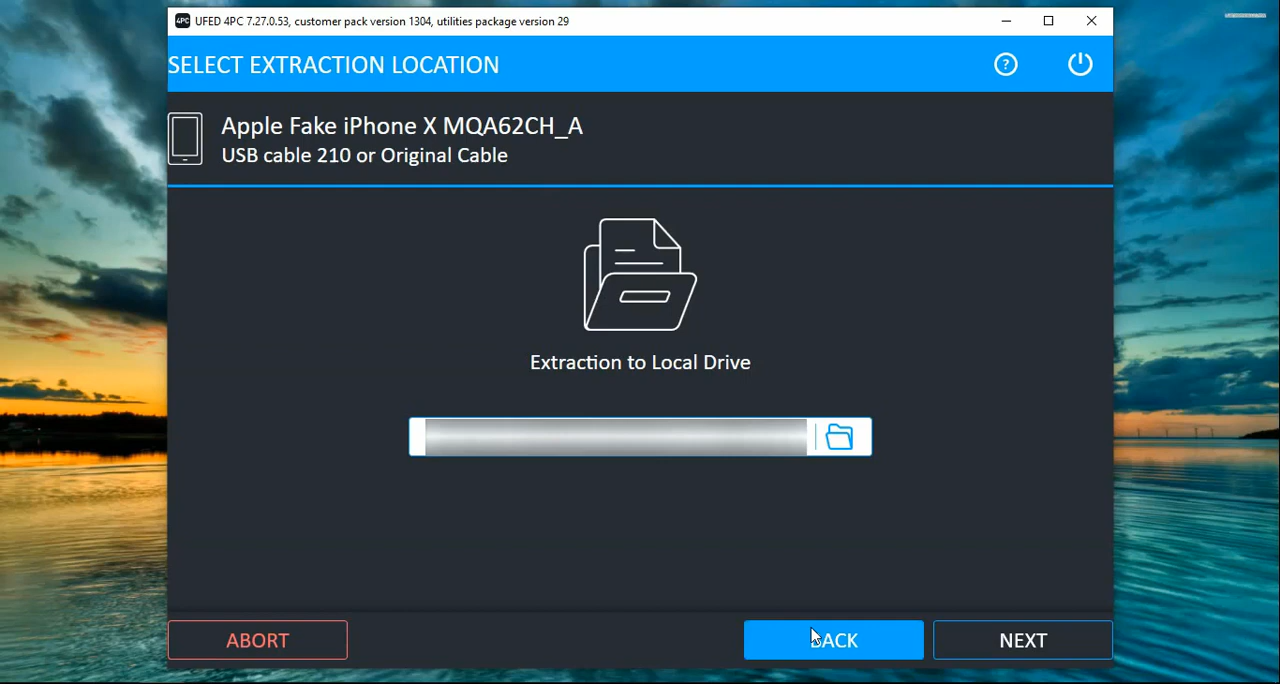 4PC UFED 4PC 7.27.0.53, customer pack version 1304, utilities package version 29
SELECT EXTRACTION LOCATION
?
Apple Fake iPhone X MQA62CH_A
USB cable 210 or Original Cable
Extraction to Local Drive
ABORT
BACK
NEXT